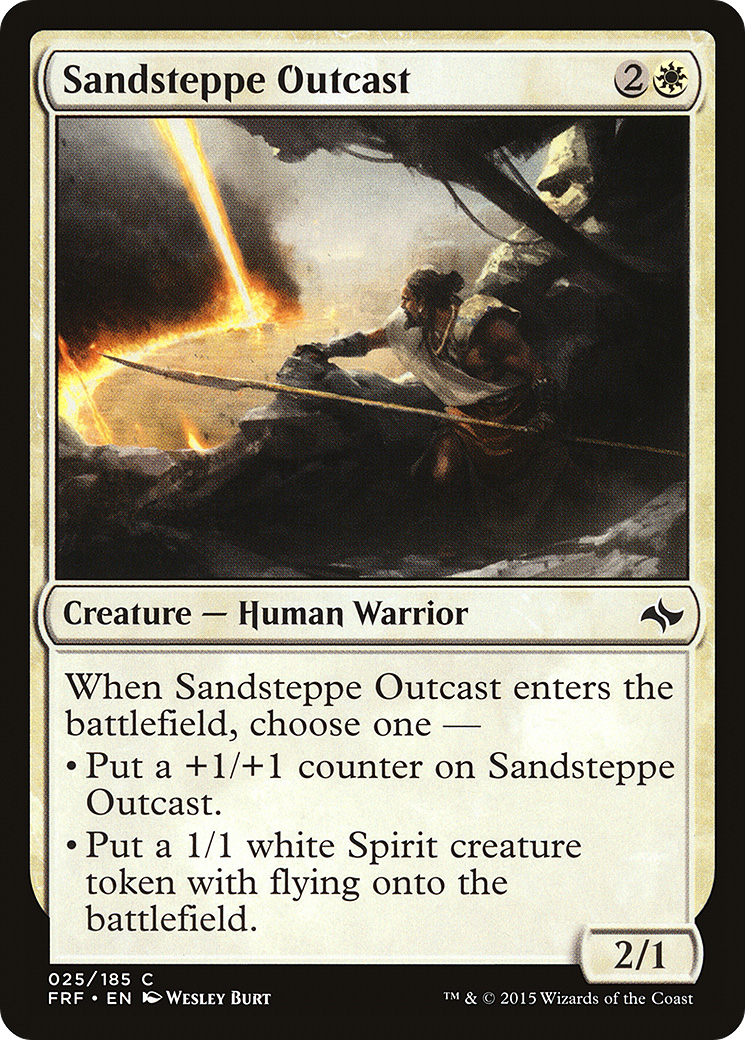 Sandsteppe Outcast 2
Creature — Human Warrior
When Sandsteppe Outcast enters the
battlefield, choose one —
• Put a +1/+1 counter on Sandsteppe
Outcast.
• Put a 1/1 white Spirit creature
token with flying onto the
battlefield.
2/1
025/185 C
FRF • EN Wesley Burt
™ & © 2015 Wizards of the Coast